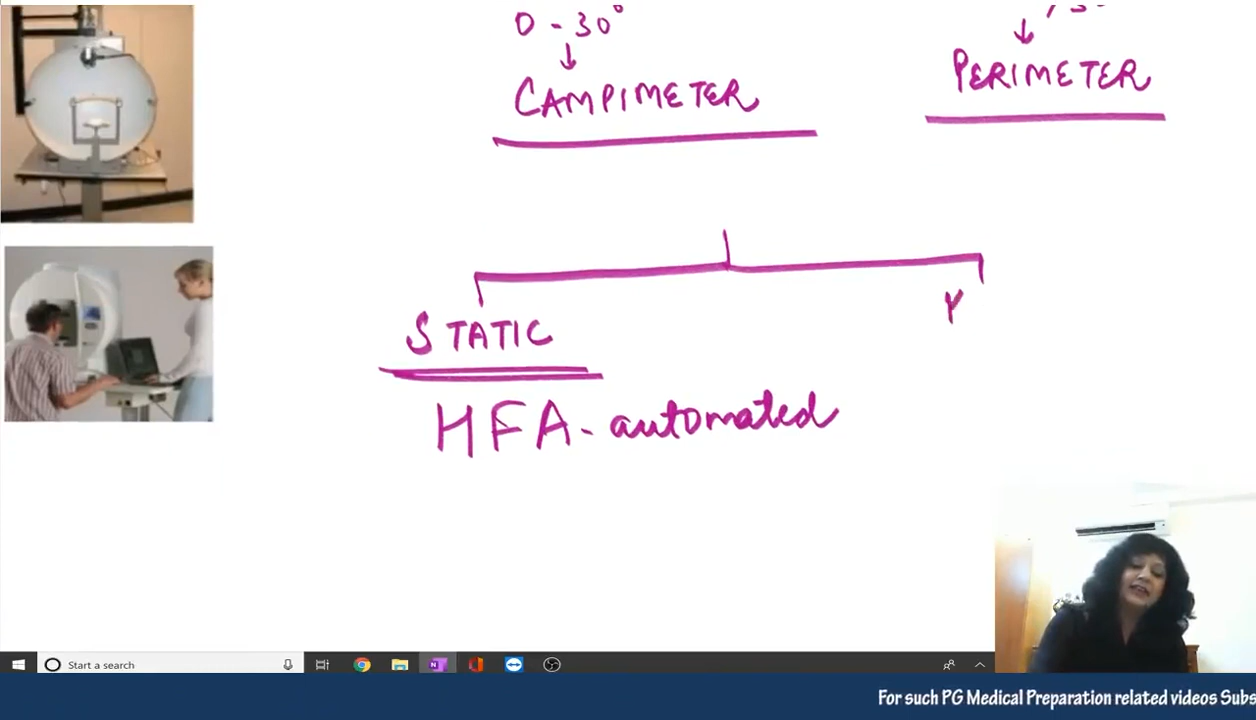 0 - 30°
↓
CAMPIMETER
↓
PERIMETER
STATIC
HFA - automated
Start a search
For such PG Medical Preparation related videos Subs